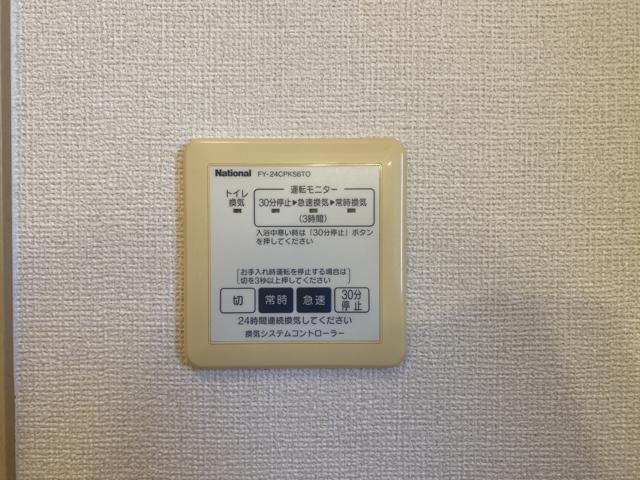 National FY-24CPKS6TO
トイレ
換気
運転モニター
30分停止▶急速換気▶常時換気
(3時間)
入浴中寒い時は「30分停止」ボタン
を押してください
お手入れ時運転を停止する場合は
切を3秒以上押してください
切 常時 急速 30分
停止
24時間連続換気してください
換気システムコントローラー